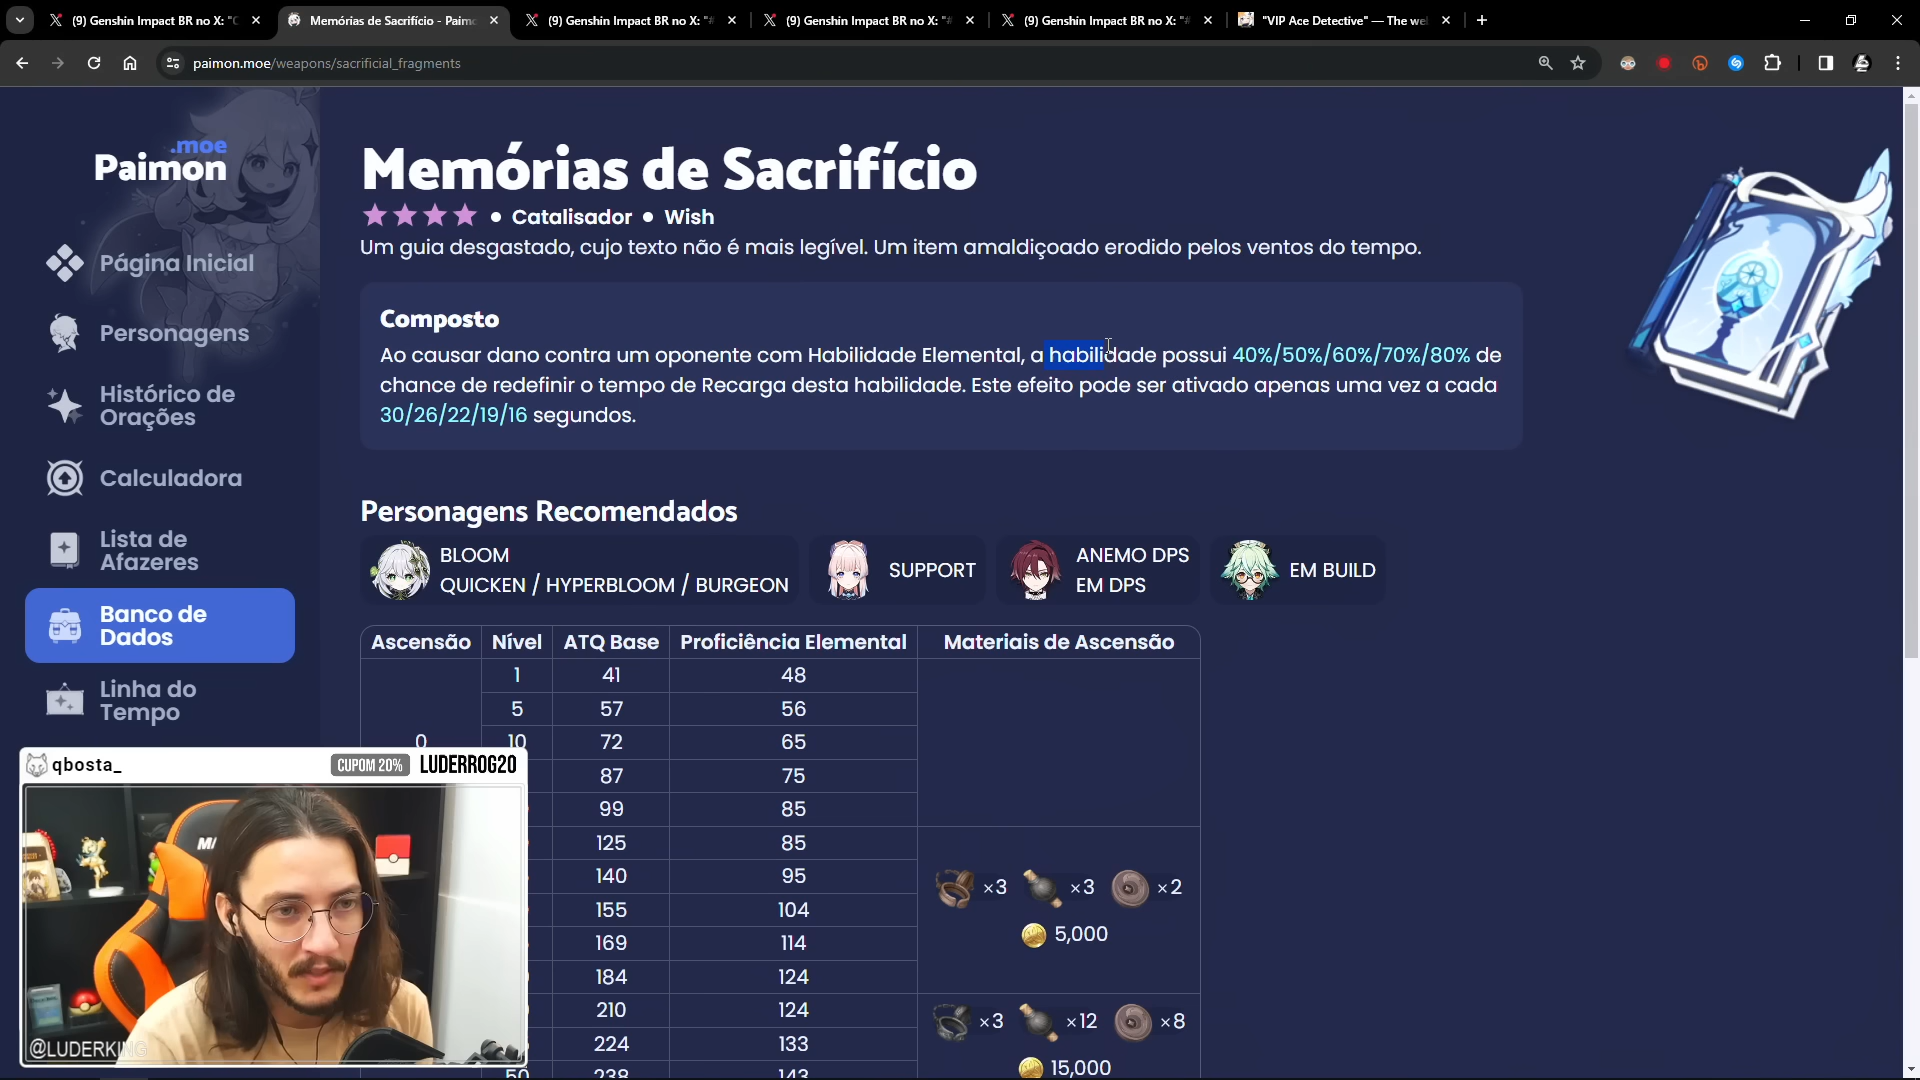 (9) Genshin Impact BR no X: "C
Memórias de Sacrifício - Paim
(9) Genshin Impact BR no X: "#
(9) Genshin Impact BR no X: "#
(9) Genshin Impact BR no X: "#
"VIP Ace Detective" — The we
paimon.moe/weapons/sacrificial_fragments
.moe
Paimon
Página Inicial
Personagens
Histórico de
Orações
Calculadora
Lista de
Afazeres
Banco de
Dados
Linha do
Tempo
Memórias de Sacrifício
Catalisador • Wish
Um guia desgastado, cujo texto não é mais legível. Um item amaldiçoado erodido pelos ventos do tempo.
Composto
Ao causar dano contra um oponente com Habilidade Elemental, a habilidade possui 40%/50%/60%/70%/80% de
chance de redefinir o tempo de Recarga desta habilidade. Este efeito pode ser ativado apenas uma vez a cada
30/26/22/19/16 segundos.
Personagens Recomendados
BLOOM
QUICKEN / HYPERBLOOM / BURGEON
SUPPORT
ANEMO DPS
EM DPS
EM BUILD
Ascensão Nível ATQ Base Proficiência Elemental Materiais de Ascensão
1 41 48
5 57 56
0 10 72 65
87 75
99 85
125 85
140 95
155 104
169 114
184 124
210 124
224 133
50 238 143
×3 ×3 ×2
5,000
×3 ×12 ×8
15,000
qbosta_
CUPOM 20% LUDERROG20
@LUDERKING